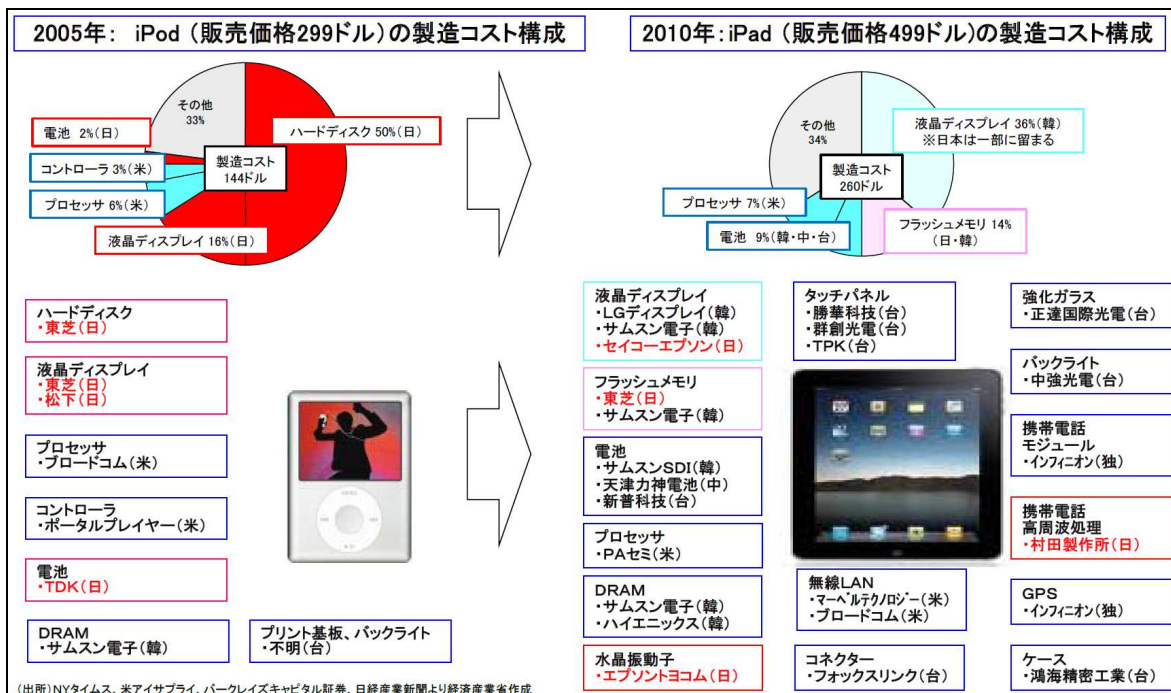 2005年: iPod (販売価格299ドル)の製造コスト構成
その他
33%
電池 2%(日)
ハードディスク 50%(日)
コントローラ 3%(米)
製造コスト
144ドル
プロセッサ 6%(米)
液晶ディスプレイ 16%(日)
2010年:iPad (販売価格499ドル)の製造コスト構成
その他
34%
液晶ディスプレイ 36%(韓)
※日本は一部に留まる
製造コスト
260ドル
プロセッサ 7%(米)
電池 9%(韓・中・台)
フラッシュメモリ 14%
(日・韓)
ハードディスク
・東芝(日)
液晶ディスプレイ
・東芝(日)
・松下(日)
プロセッサ
・ブロードコム(米)
コントローラ
・ポータルプレイヤー(米)
電池
・TDK(日)
DRAM
・サムスン電子(韓)
プリント基板、バックライト
・不明(台)
MENU
液晶ディスプレイ
・LGディスプレイ(韓)
・サムスン電子(韓)
・セイコーエプソン(日)
フラッシュメモリ
・東芝(日)
・サムスン電子(韓)
電池
・サムスンSDI(韓)
・天津力神電池(中)
・新普科技(台)
プロセッサ
・PAセミ(米)
DRAM
・サムスン電子(韓)
・ハイエニックス(韓)
水晶振動子
・エプソントヨコム(日)
タッチパネル
・勝華科技(台)
・群創光電(台)
・TPK(台)
無線LAN
・マーベルテクノロジー(米)
・ブロードコム(米)
コネクター
・フォックスリンク(台)
強化ガラス
・正達国際光電(台)
バックライト
・中強光電(台)
携帯電話
モジュール
・インフィニオン(独)
携帯電話
高周波処理
・村田製作所(日)
GPS
・インフィニオン(独)
ケース
・鴻海精密工業(台)
(出所)NYタイムス、米アイサプライ、バークレイズキャピタル証券、日経産業新聞より経済産業省作成